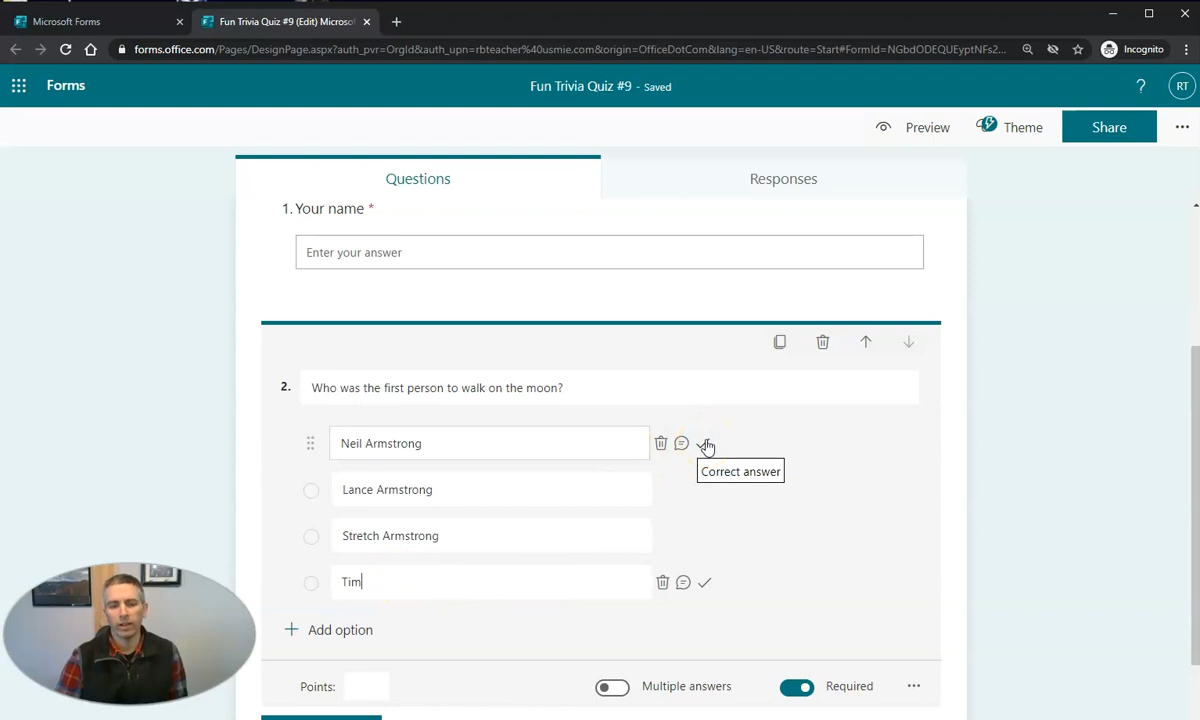 Microsoft Forms
Fun Trivia Quiz #9 (Edit) Microsof
forms.office.com/Pages/DesignPage.aspx?auth_pvr=OrgId&auth_upn=rbteacher%40usmie.com&origin=OfficeDotCom&lang=en-US&route=Start#FormId=NGbdODEQUEyptNFs2...
Incognito
Forms
Fun Trivia Quiz #9 - Saved
?
RT
Preview
Theme
Share
Questions
Responses
1. Your name *
Enter your answer
2. Who was the first person to walk on the moon?
Neil Armstrong
Correct answer
Lance Armstrong
Stretch Armstrong
Tim
+ Add option
Points:
Multiple answers
Required